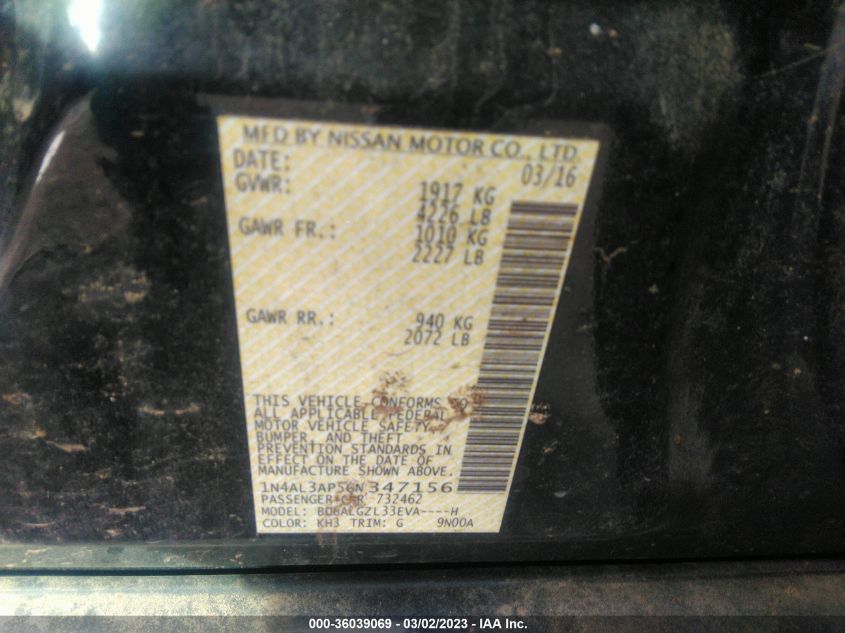 MFD BY NISSAN MOTOR CO., LTD.
DATE: 03/16
GVWR: 1917 KG
4226 LB
GAWR FR.: 1010 KG
2227 LB
GAWR RR.: 940 KG
2072 LB
THIS VEHICLE CONFORMS TO
ALL APPLICABLE FEDERAL
MOTOR VEHICLE SAFETY,
BUMPER, AND THEFT
PREVENTION STANDARDS IN
EFFECT ON THE DATE OF
MANUFACTURE SHOWN ABOVE.
347156
PASSENGER CAR 732462
MODEL: BDBALGZL33EVA----H
COLOR: KH3 TRIM: G 9N00A
000-36039069 - 03/02/2023 - IAA Inc.